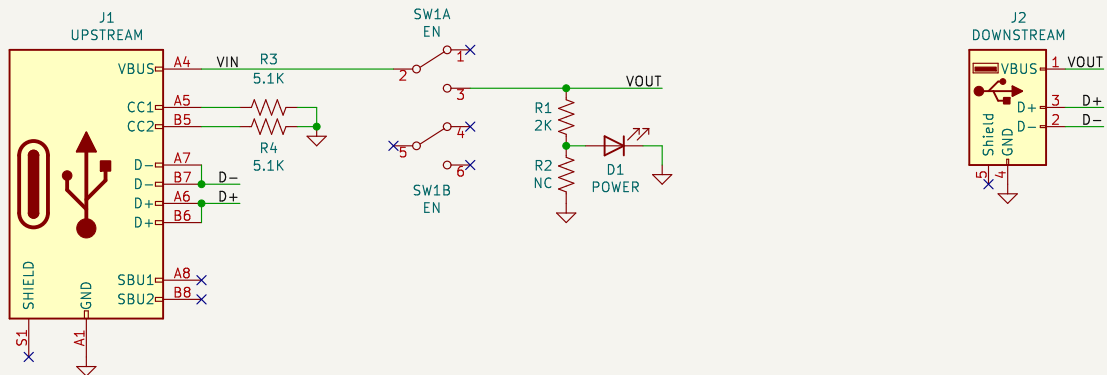 J1
UPSTREAM
VBUS
A4
VIN
CC1
A5
CC2
B5
R3
5.1K
R4
5.1K
D-
A7
D-
B7
D-
D+
A6
D+
D+
B6
SBU1
A8
SBU2
B8
SHIELD
S1
GND
A1
SW1A
EN
1
2
3
4
5
6
SW1B
EN
VOUT
R1
2K
R2
NC
D1
POWER
J2
DOWNSTREAM
VBUS
1
VOUT
D+
3
D+
D-
2
D-
Shield
5
GND
4